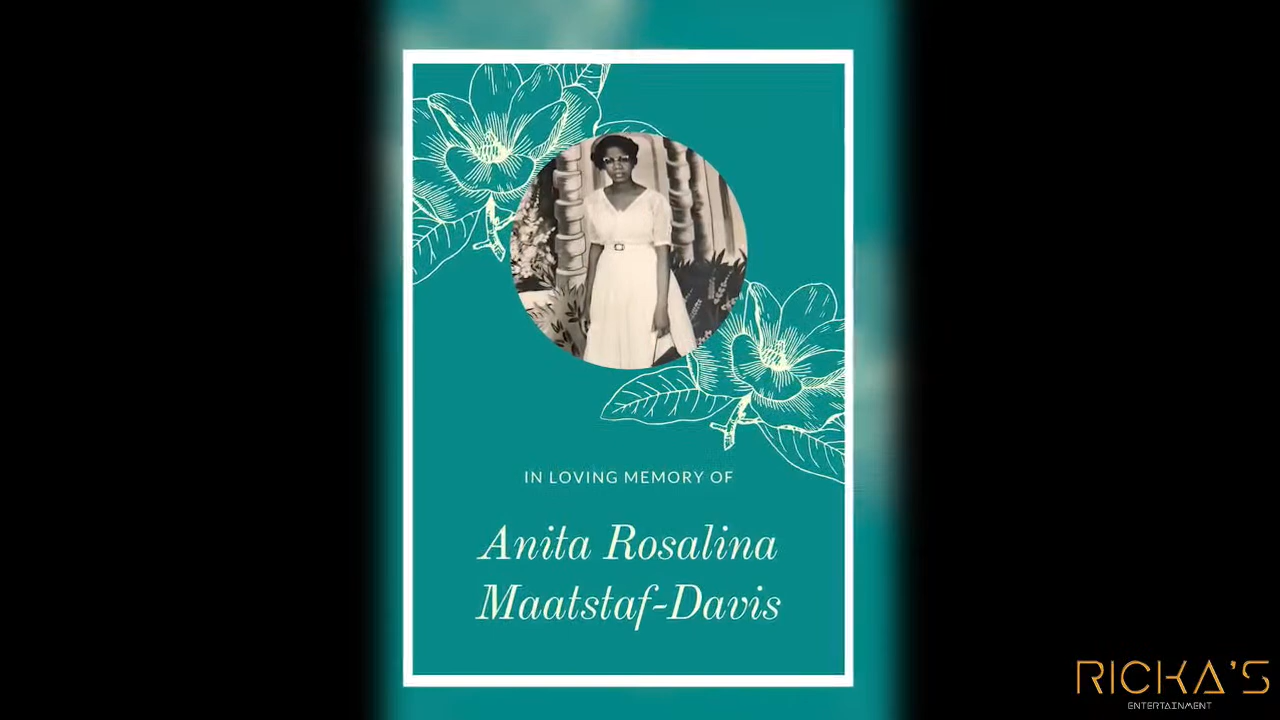 IN LOVING MEMORY OF
Anita Rosalina
Maatstaf-Davis
RICKA'S
ENTERTAINMENT